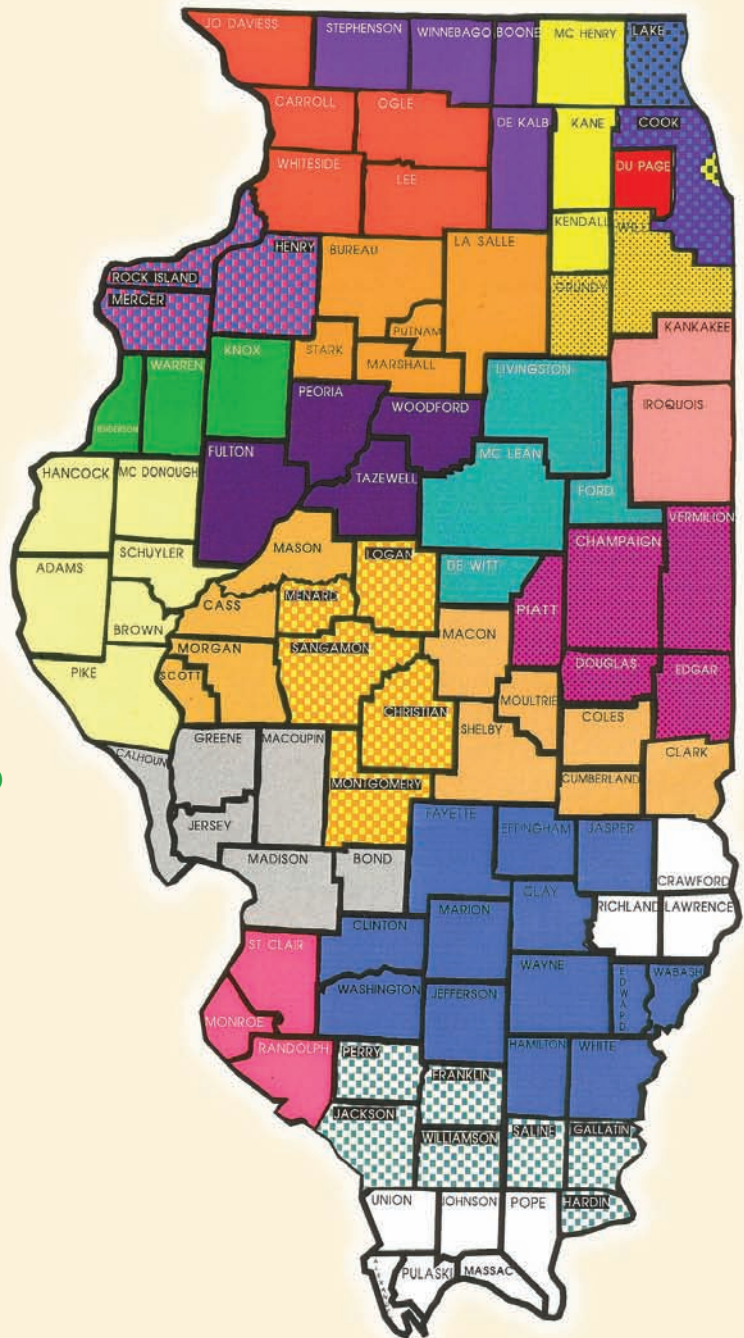 JO DAVIESS
STEPHENSON
WINNEBAGO
BOONE
MC HENRY
LAKE
CARROLL
OGLE
DE KALB
KANE
COOK
WHITESIDE
LEE
DU PAGE
KENDALL
WILL
HENRY
BUREAU
LA SALLE
ROCK ISLAND
MERCER
GRUNDY
PUTNAM
KANKAKEE
STARK
MARSHALL
WARREN
KNOX
PEORIA
LIVINGSTON
WOODFORD
IROQUOIS
HENDERSON
FULTON
HANCOCK
MC DONOUGH
TAZEWELL
MC LEAN
FORD
VERMILION
MASON
LOGAN
CHAMPAIGN
SCHUYLER
ADAMS
DE WITT
CASS
MENARD
PIATT
BROWN
MACON
MORGAN
SANGAMON
DOUGLAS
EDGAR
PIKE
SCOTT
CHRISTIAN
MOULTRIE
COLES
SHELBY
GREENE
MACOUPIN
CLARK
CALHOUN
MONTGOMERY
CUMBERLAND
JERSEY
FAYETTE
EFFINGHAM
JASPER
MADISON
BOND
CRAWFORD
CLAY
RICHLAND
LAWRENCE
MARION
CLINTON
ST CLAIR
WAYNE
EDWARD
WABASH
WASHINGTON
JEFFERSON
MONROE
RANDOLPH
PERRY
HAMILTON
WHITE
FRANKLIN
JACKSON
WILLIAMSON
SALINE
GALLATIN
UNION
JOHNSON
POPE
HARDIN
PULASKI
MASSAC